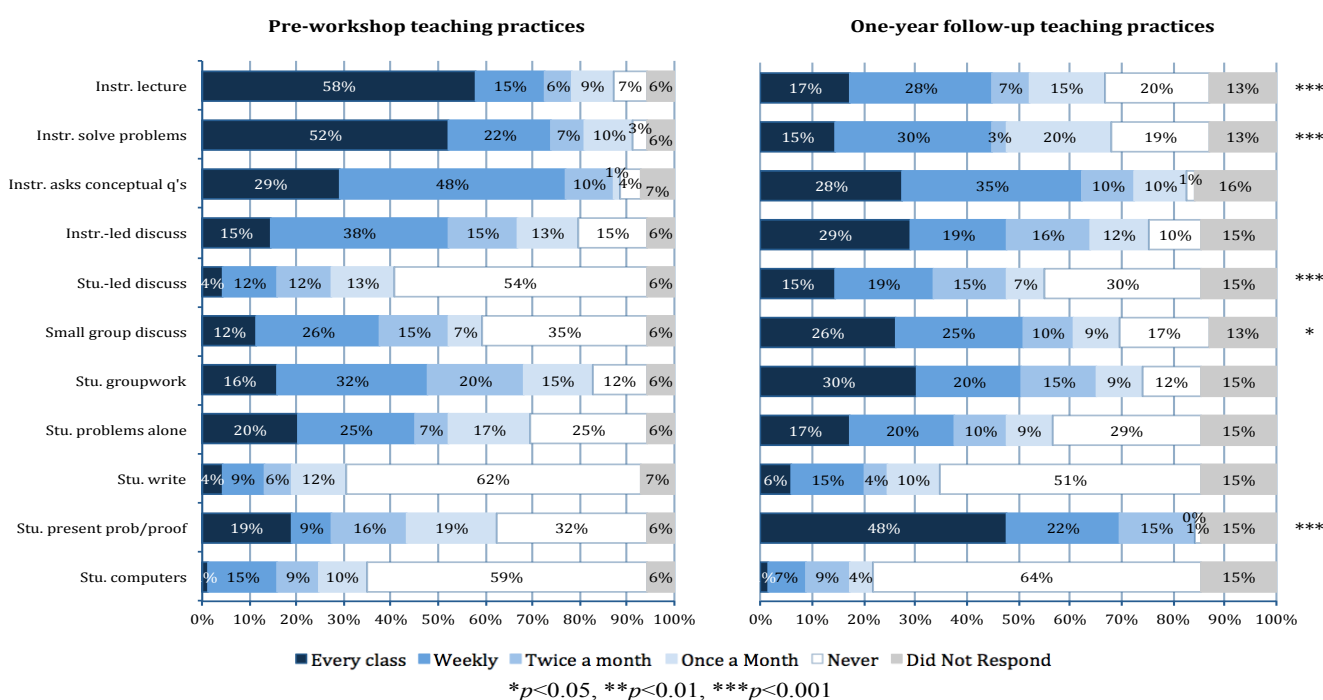 Pre-workshop teaching practices One-year follow-up teaching practices
Instr. lecture 58% 15% 6% 9% 7% 6% 17% 28% 7% 15% 20% 13% ***
Instr. solve problems 52% 22% 7% 10% 3% 6% 15% 30% 3% 20% 19% 13% ***
Instr. asks conceptual q's 29% 48% 10% 1% 4% 7% 28% 35% 10% 10% 1% 16%
Instr.-led discuss 15% 38% 15% 13% 15% 6% 29% 19% 16% 12% 10% 15%
Stu.-led discuss 4% 12% 12% 13% 54% 6% 15% 19% 15% 7% 30% 15% ***
Small group discuss 12% 26% 15% 7% 35% 6% 26% 25% 10% 9% 17% 13% *
Stu. groupwork 16% 32% 20% 15% 12% 6% 30% 20% 15% 9% 12% 15%
Stu. problems alone 20% 25% 7% 17% 25% 6% 17% 20% 10% 9% 29% 15%
Stu. write 4% 9% 6% 12% 62% 7% 6% 15% 4% 10% 51% 15%
Stu. present prob/proof 19% 9% 16% 19% 32% 6% 48% 22% 15% 0% 1% 15% ***
Stu. computers % 15% 9% 10% 59% 6% % 7% 9% 4% 64% 15%
0% 10% 20% 30% 40% 50% 60% 70% 80% 90% 100% 0% 10% 20% 30% 40% 50% 60% 70% 80% 90% 100%
Every class Weekly Twice a month Once a Month Never Did Not Respond
*p<0.05, **p<0.01, ***p<0.001